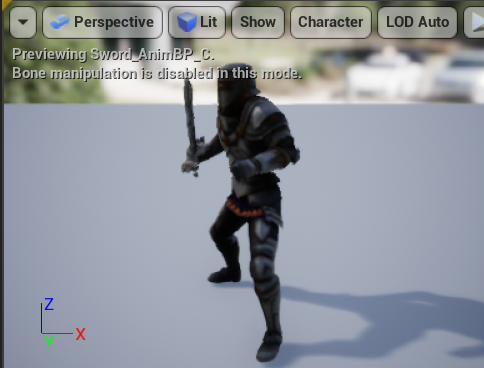 Perspective Lit Show Character LOD Auto
Previewing Sword_AnimBP_C.
Bone manipulation is disabled in this mode.
Z
X
Y